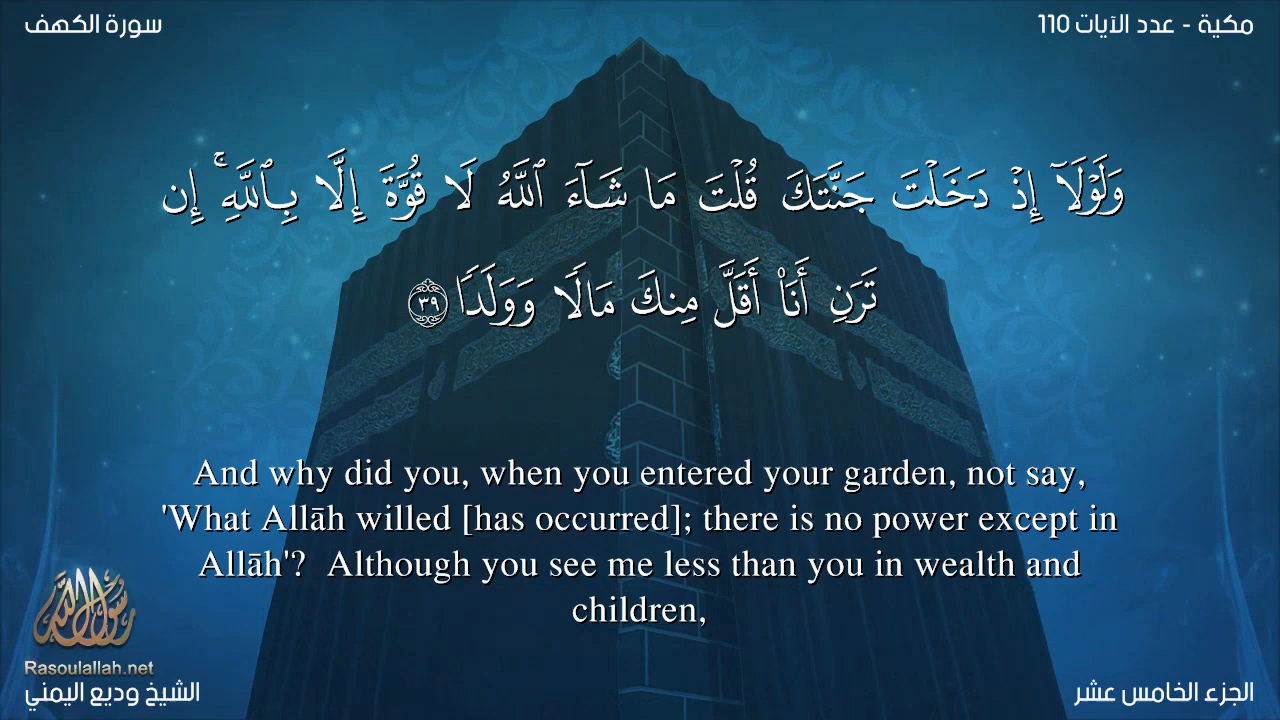 سورة الكهف
مكية - عدد الآيات 110
وَلَوْلَآ إِذْ دَخَلْتَ جَنَّتَكَ قُلْتَ مَا شَآءَ ٱللَّهُ لَا قُوَّةَ إِلَّا بِٱللَّهِ ۚ إِن
تَرَنِ أَنَا۠ أَقَلَّ مِنكَ مَالًا وَوَلَدًا ٣٩
And why did you, when you entered your garden, not say,
'What Allāh willed [has occurred]; there is no power except in
Allāh'?  Although you see me less than you in wealth and
children,
رسول الله
Rasoulallah.net
الشيخ وديع اليمني
الجزء الخامس عشر